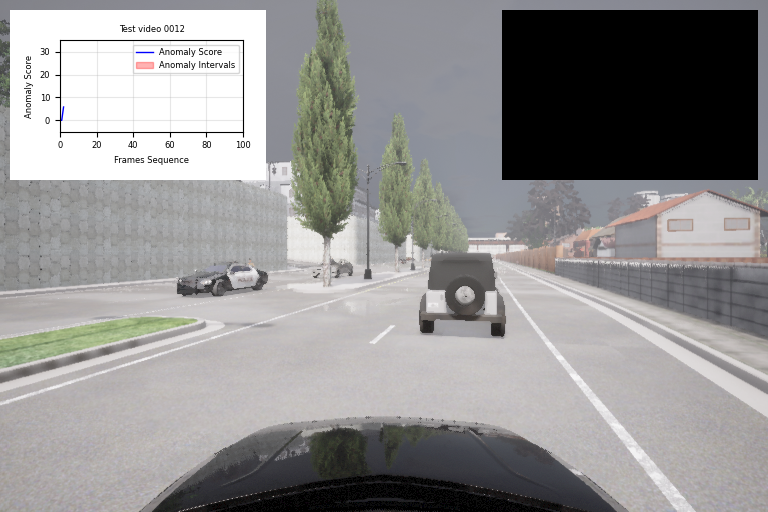 Test video 0012
Anomaly Score
30
20
10
0
Anomaly Score
Anomaly Intervals
0 20 40 60 80 100
Frames Sequence